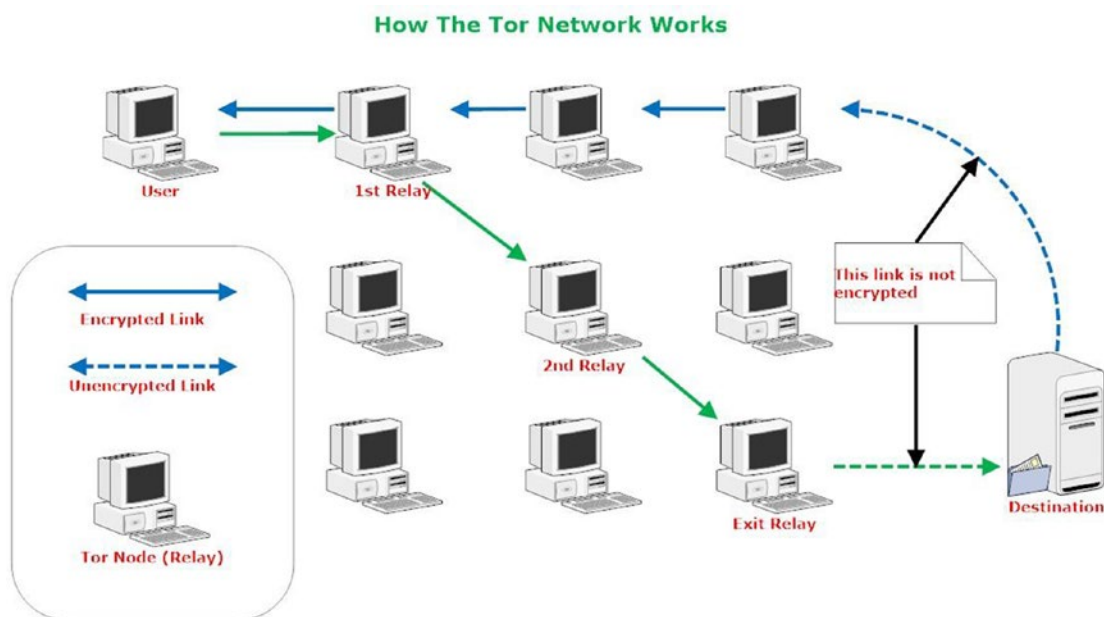 How The Tor Network Works
User
1st Relay
This link is not
encrypted
Encrypted Link
2nd Relay
Unencrypted Link
Tor Node (Relay)
Exit Relay
Destination